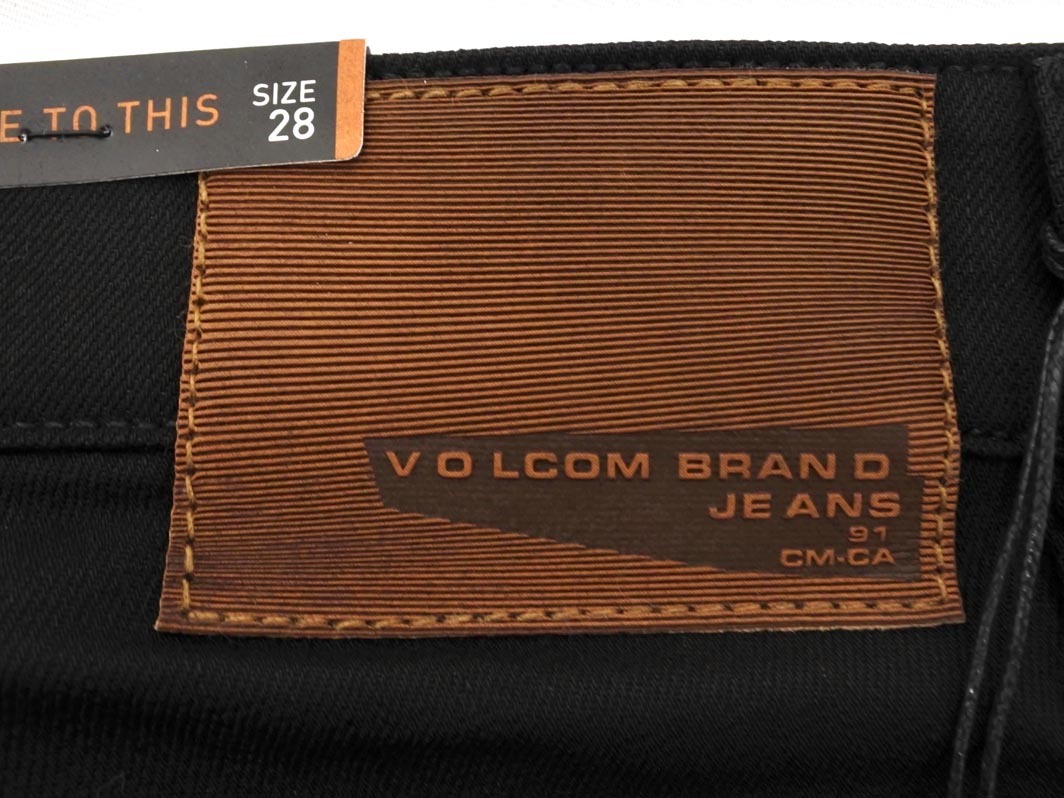 E TO THIS
SIZE
28
VOLCOM BRAND
JEANS
91
CM-CA